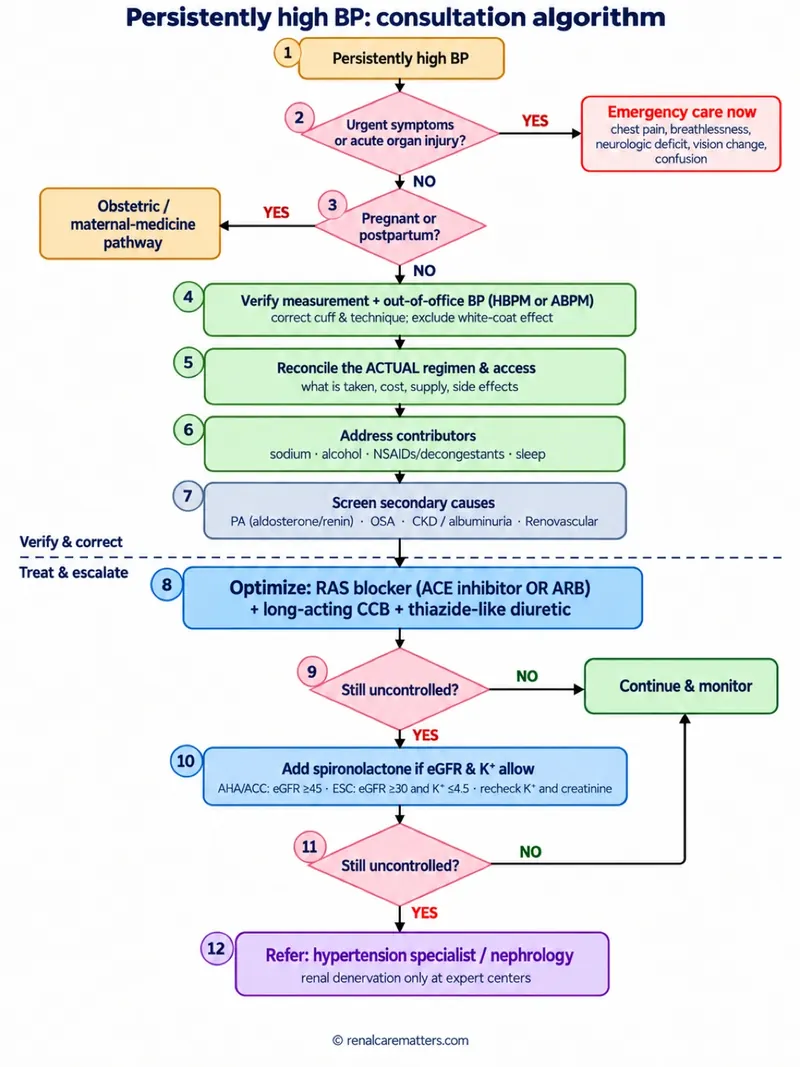 Persistently high BP: consultation algorithm
1
Persistently high BP
2
Urgent symptoms
or acute organ injury?
YES
Emergency care now
chest pain, breathlessness,
neurologic deficit, vision change,
confusion
NO
Obstetric /
maternal-medicine
pathway
YES
3
Pregnant or
postpartum?
NO
4
Verify measurement + out-of-office BP (HBPM or ABPM)
correct cuff & technique; exclude white-coat effect
5
Reconcile the ACTUAL regimen & access
what is taken, cost, supply, side effects
6
Address contributors
sodium · alcohol · NSAIDs/decongestants · sleep
7
Screen secondary causes
PA (aldosterone/renin) · OSA · CKD / albuminuria · Renovascular
Verify & correct
Treat & escalate
8
Optimize: RAS blocker (ACE inhibitor OR ARB)
+ long-acting CCB + thiazide-like diuretic
9
Still uncontrolled?
NO
Continue & monitor
YES
10
Add spironolactone if eGFR & K⁺ allow
AHA/ACC: eGFR ≥45 · ESC: eGFR ≥30 and K⁺ ≤4.5 · recheck K⁺ and creatinine
11
Still uncontrolled?
NO
YES
12
Refer: hypertension specialist / nephrology
renal denervation only at expert centers
© renalcarematters.com